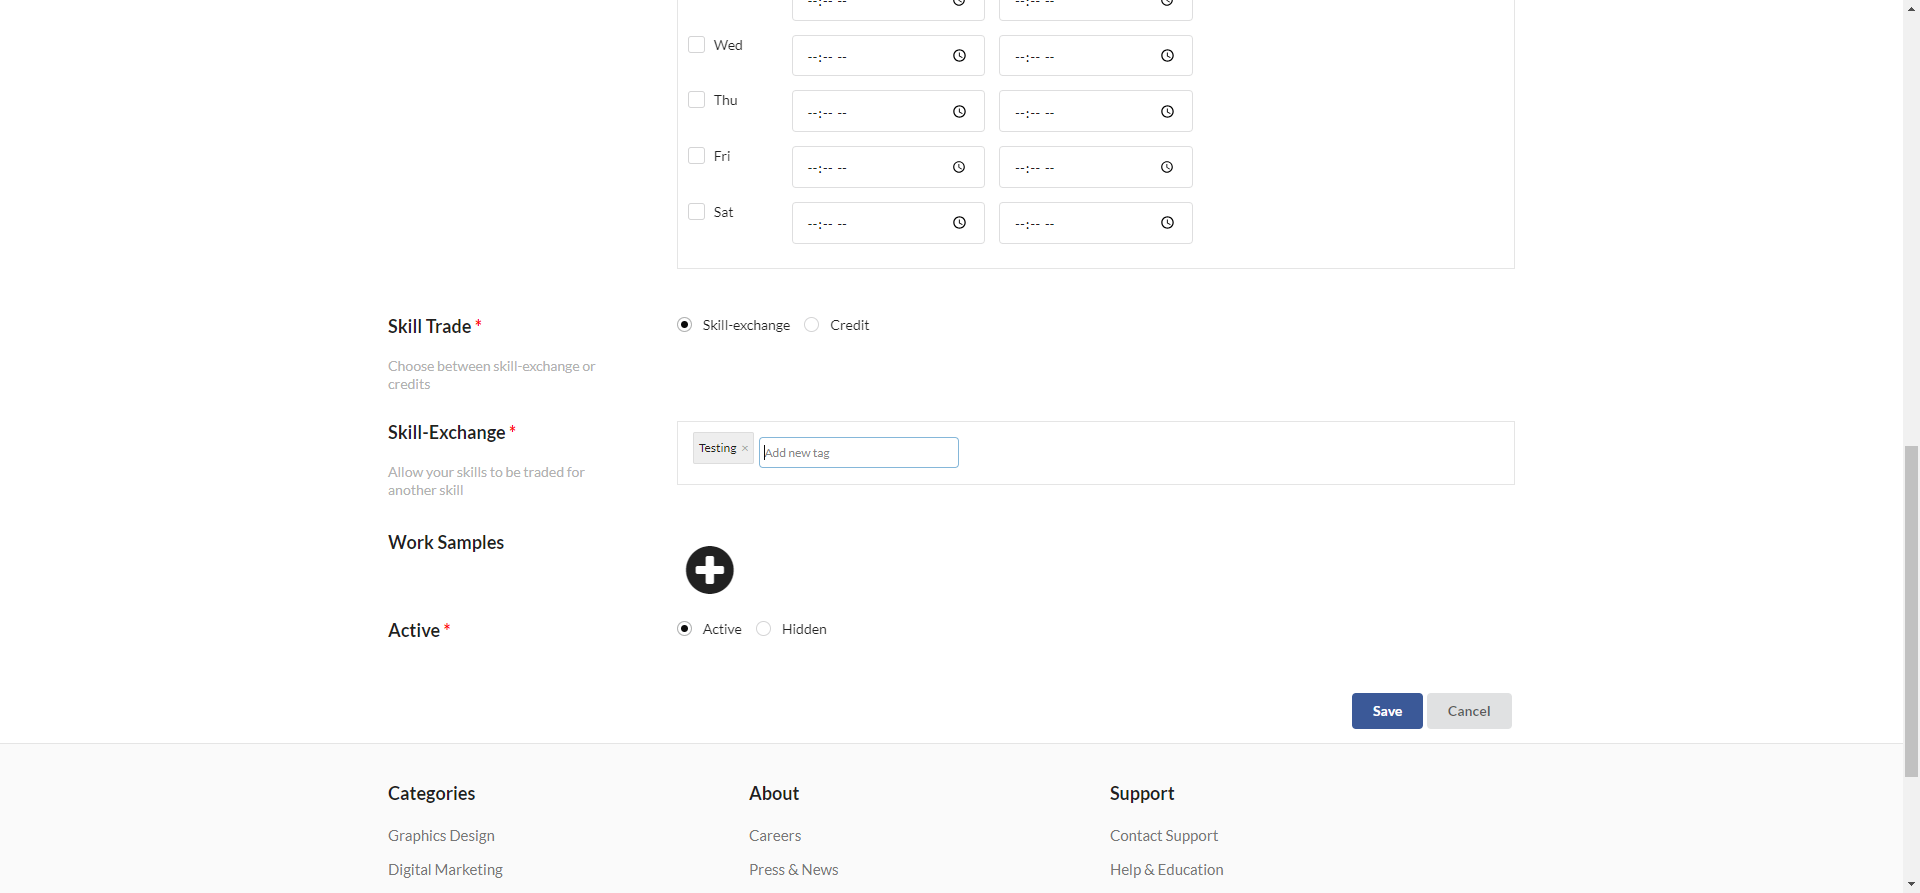 --:-- -- --:-- --
Wed --:-- -- --:-- --
Thu --:-- -- --:-- --
Fri --:-- -- --:-- --
Sat --:-- -- --:-- --
Skill Trade * Skill-exchange Credit
Choose between skill-exchange or
credits
Skill-Exchange * Testing × Add new tag
Allow your skills to be traded for
another skill
Work Samples
Active * Active Hidden
Save Cancel
Categories About Support
Graphics Design Careers Contact Support
Digital Marketing Press & News Help & Education